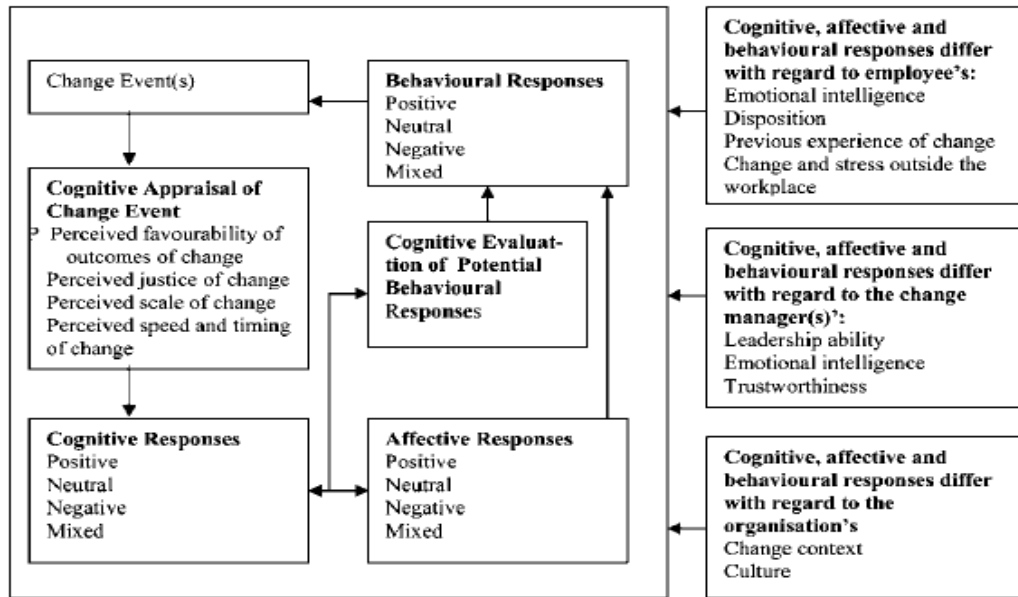 Change Event(s)
Cognitive Appraisal of
Change Event
? Perceived favourability of
outcomes of change
Perceived justice of change
Perceived scale of change
Perceived speed and timing
of change
Cognitive Responses
Positive
Neutral
Negative
Mixed
Behavioural Responses
Positive
Neutral
Negative
Mixed
Cognitive Evalua-
tion of Potential
Behavioural
Responses
Affective Responses
Positive
Neutral
Negative
Mixed
Cognitive, affective and
behavioural responses differ
with regard to employee's:
Emotional intelligence
Disposition
Previous experience of change
Change and stress outside the
workplace
Cognitive, affective and
behavioural responses differ
with regard to the change
manager(s)':
Leadership ability
Emotional intelligence
Trustworthiness
Cognitive, affective and
behavioural responses differ
with regard to the
organisation's
Change context
Culture